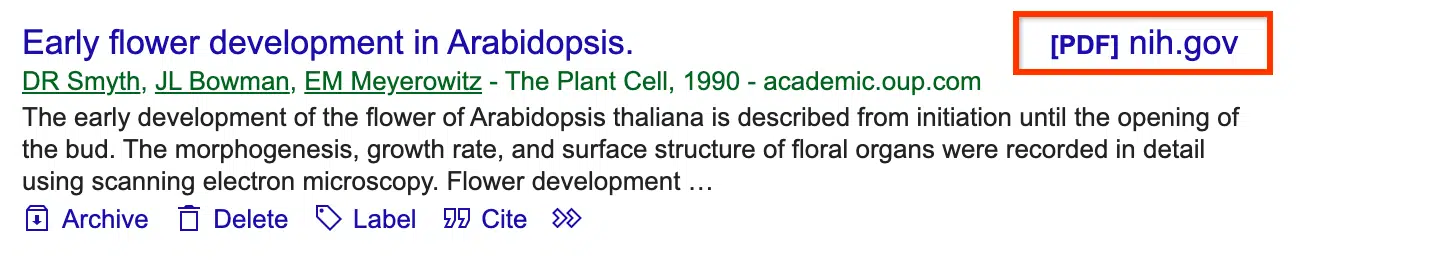 Early flower development in Arabidopsis.
[PDF] nih.gov
DR Smyth, JL Bowman, EM Meyerowitz - The Plant Cell, 1990 - academic.oup.com
The early development of the flower of Arabidopsis thaliana is described from initiation until the opening of
the bud. The morphogenesis, growth rate, and surface structure of floral organs were recorded in detail
using scanning electron microscopy. Flower development …
Archive Delete Label Cite